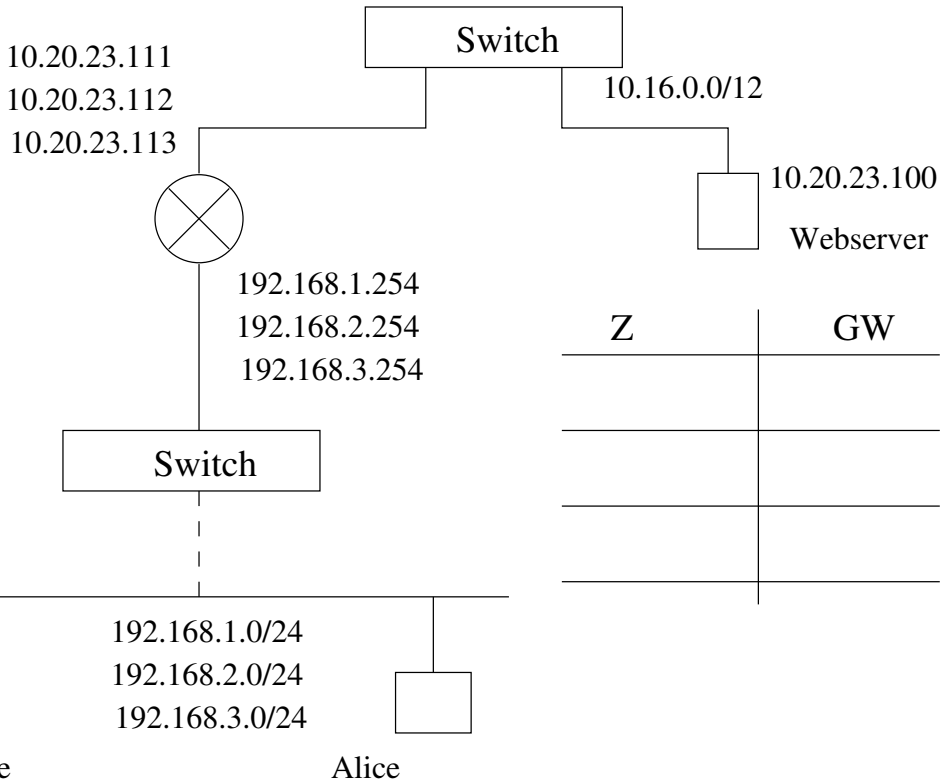 Switch
10.20.23.111
10.20.23.112
10.20.23.113
10.16.0.0/12
10.20.23.100
Webserver
192.168.1.254
192.168.2.254
192.168.3.254
Z GW
Switch
192.168.1.0/24
192.168.2.0/24
192.168.3.0/24
e
Alice